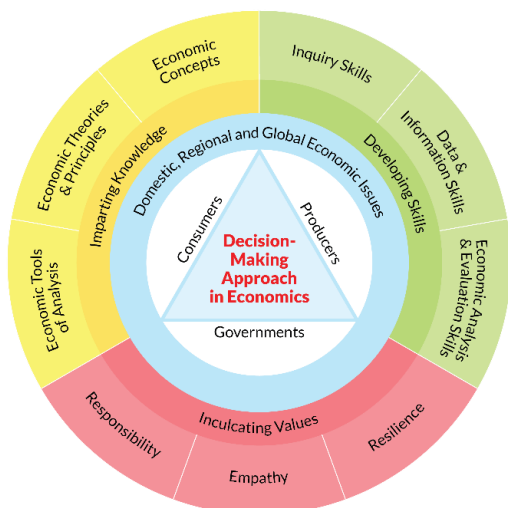 Economic
Concepts
Inquiry Skills
Economic Theories
& Principles
Data &
Information Skills
Imparting Knowledge
Developing Skills
Domestic, Regional and Global Economic Issues
Economic Tools
of Analysis
Economic Analysis
& Evaluation Skills
Consumers
Producers
Decision-
Making
Approach
in Economics
Governments
Inculcating Values
Responsibility
Empathy
Resilience